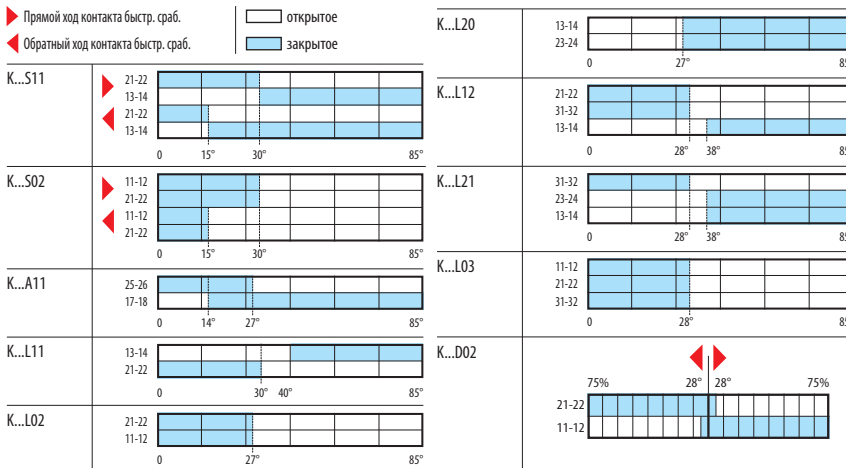 Прямой ход контакта быстр. сраб.
Обратный ход контакта быстр. сраб.
открытое
закрытое
K...S11
21-22
13-14
21-22
13-14
0 15° 30° 85°
K...S02
11-12
21-22
11-12
21-22
0 15° 30° 85°
K...A11
25-26
17-18
0 14° 27° 85°
K...L11
13-14
21-22
0 30° 40° 85°
K...L02
21-22
11-12
0 27° 85°
K...L20
13-14
23-24
0 27° 85
K...L12
21-22
31-32
13-14
0 28° 38° 85
K...L21
31-32
23-24
13-14
0 28° 38° 85
K...L03
11-12
21-22
31-32
0 28° 85
K...D02
75% 28° 28° 75%
21-22
11-12